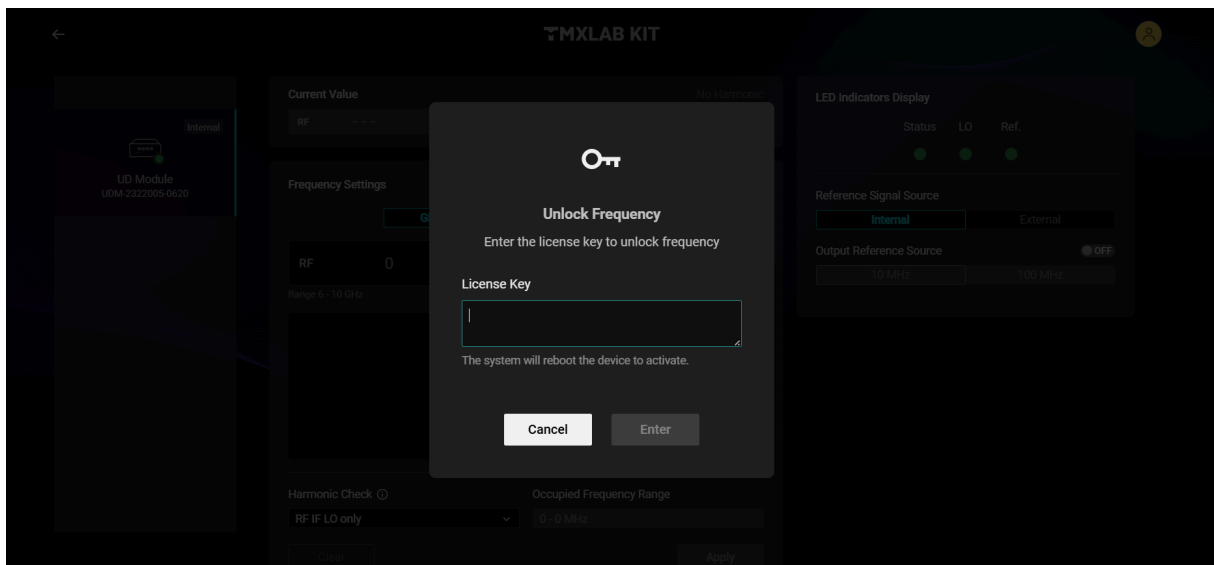 TMXLAB KIT
Internal
UD Module
UDM-2322005-0620
Current Value
No Harmonic
RF
- - -
Frequency Settings
RF
0
Range 6 - 10 GHz
Harmonic Check
Occupied Frequency Range
RF IF LO only
0 - 0 MHz
Clear
Apply
Unlock Frequency
Enter the license key to unlock frequency
License Key
The system will reboot the device to activate.
Cancel
Enter
LED Indicators Display
Status
LO
Ref.
Reference Signal Source
Internal
External
Output Reference Source
OFF
10 MHz
100 MHz